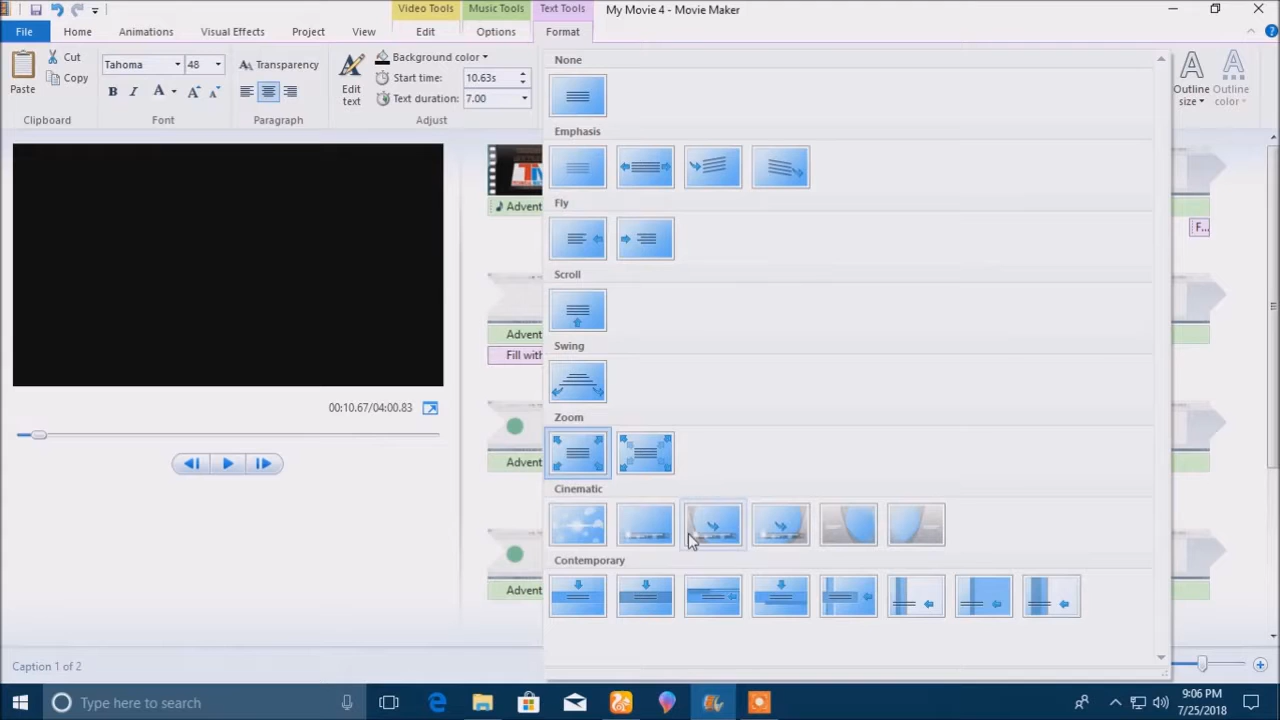 Video Tools Music Tools Text Tools My Movie 4 - Movie Maker
File Home Animations Visual Effects Project View Edit Options Format
Paste
Cut
Copy
Clipboard
Tahoma 48
B I A A A
Font
Transparency
Paragraph
Edit
text
Background color
Start time: 10.63s
Text duration: 7.00
Adjust
Outline
size
Outline
color
None
Emphasis
Fly
Scroll
Swing
Zoom
Cinematic
Contemporary
Advent
F...
Advent
Fill with
Advent
Advent
00:10.67/04:00.83
Caption 1 of 2
Type here to search
9:06 PM
7/25/2018